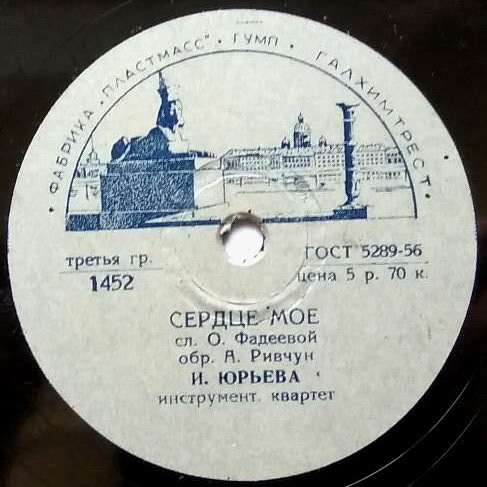 ФАБРИКА "ПЛАСТМАСС" · ГУМП · ГАЛХИМТРЕСТ
третья гр.
1452
ГОСТ 5289-56
цена 5 р. 70 к.
СЕРДЦЕ МОЕ
сл. О. Фадеевой
обр. А. Ривчун
И. ЮРЬЕВА
инструмент. квартет